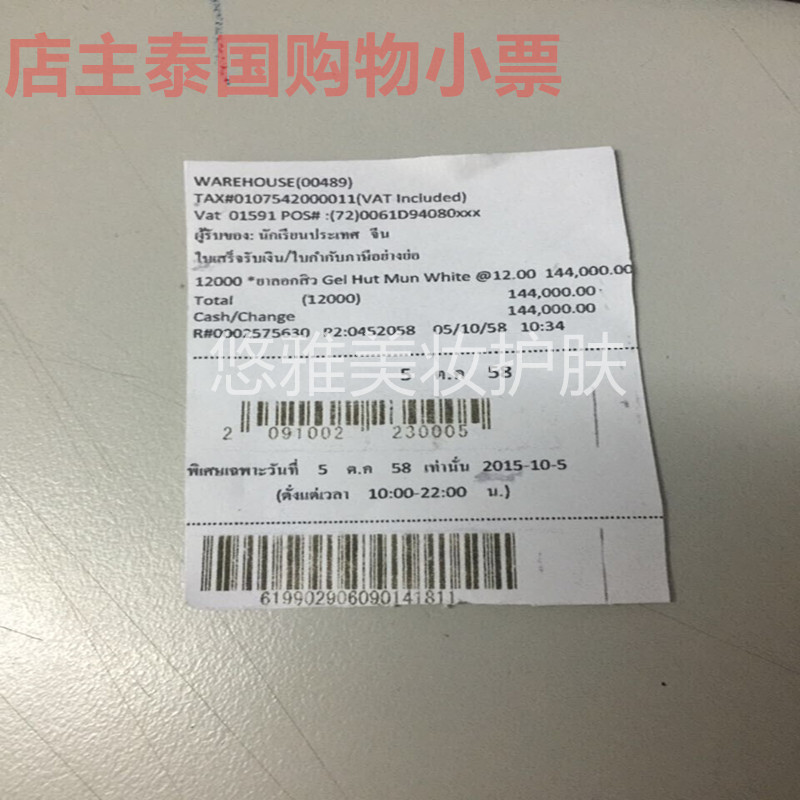 店主泰国购物小票
WAREHOUSE(00489)
TAX#0107542000011(VAT Included)
Vat 01591 POS# :(72)0061D94080xxx
ผู้รับของ: นักเรียนประเทศ จีน
ใบเสร็จรับเงิน/ใบกำกับภาษีอย่างย่อ
12000 *ยาลอกสิว Gel Hut Mun White @12.00 144,000.00
Total (12000) 144,000.00
Cash/Change 144,000.00
R#0002575630 P2:0452058 05/10/58 10:34
悠雅美妆护肤
5 ต.ค 58
2 091002 230005
พิเศษเฉพาะวันที่ 5 ต.ค 58 เท่านั้น 2015-10-5
(ตั้งแต่เวลา 10:00-22:00 น.)
619902906090141811